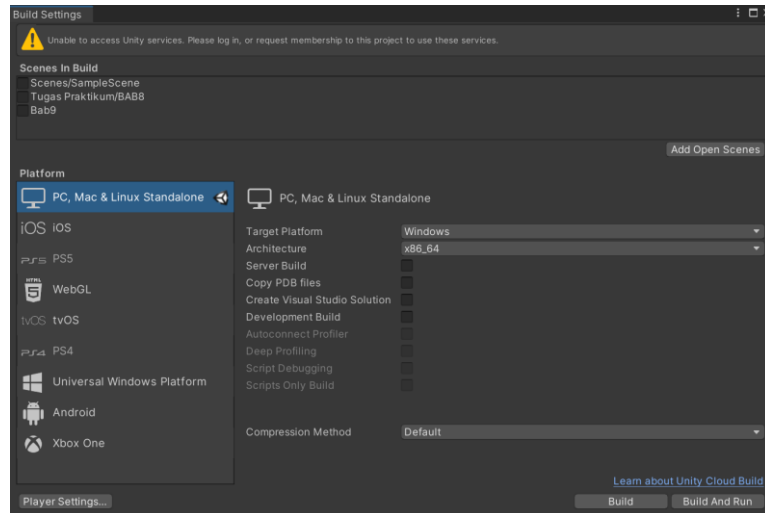 Build Settings
Unable to access Unity services. Please log in, or request membership to this project to use these services.
Scenes In Build
Scenes/SampleScene
Tugas Praktikum/BAB8
Bab9
Add Open Scenes
Platform
PC, Mac & Linux Standalone
iOS iOS
PS5 PS5
HTML 5 WebGL
tvOS tvOS
PS4 PS4
Universal Windows Platform
Android
Xbox One
PC, Mac & Linux Standalone
Target Platform Windows
Architecture x86_64
Server Build
Copy PDB files
Create Visual Studio Solution
Development Build
Autoconnect Profiler
Deep Profiling
Script Debugging
Scripts Only Build
Compression Method Default
Learn about Unity Cloud Build
Player Settings...
Build
Build And Run